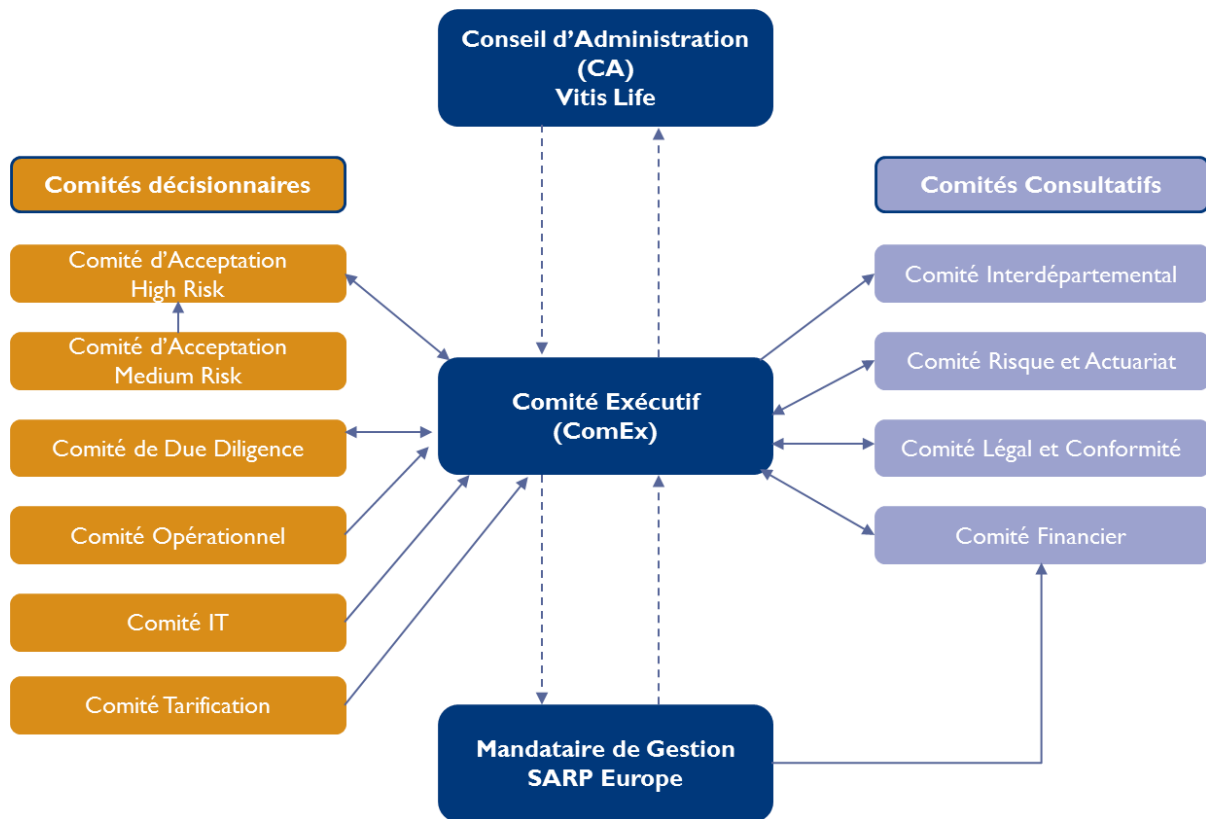 Conseil d'Administration
(CA)
Vitis Life
Comités décisionnaires
Comités Consultatifs
Comité d'Acceptation
High Risk
Comité Interdépartemental
Comité d'Acceptation
Medium Risk
Comité Exécutif
(ComEx)
Comité Risque et Actuariat
Comité de Due Diligence
Comité Légal et Conformité
Comité Opérationnel
Comité Financier
Comité IT
Comité Tarification
Mandataire de Gestion
SARP Europe